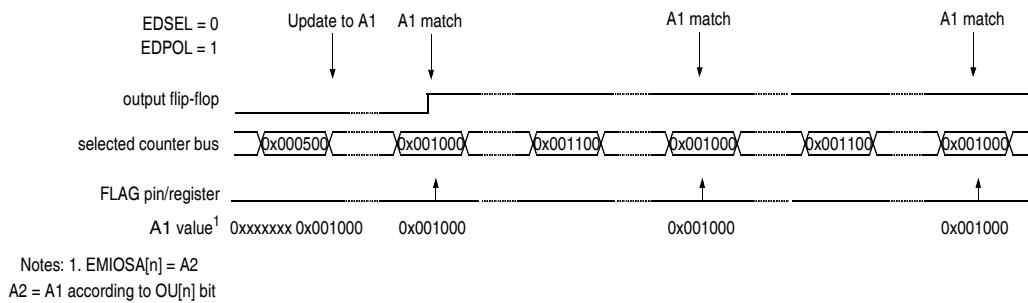 EDSEL = 0 Update to A1 A1 match A1 match A1 match
EDPOL = 1
output flip-flop
selected counter bus 0x000500 0x001000 0x001100 0x001000 0x001100 0x001000
FLAG pin/register
A1 value1 0xxxxxxx 0x001000 0x001000 0x001000 0x001000
Notes: 1. EMIOSA[n] = A2
A2 = A1 according to OU[n] bit